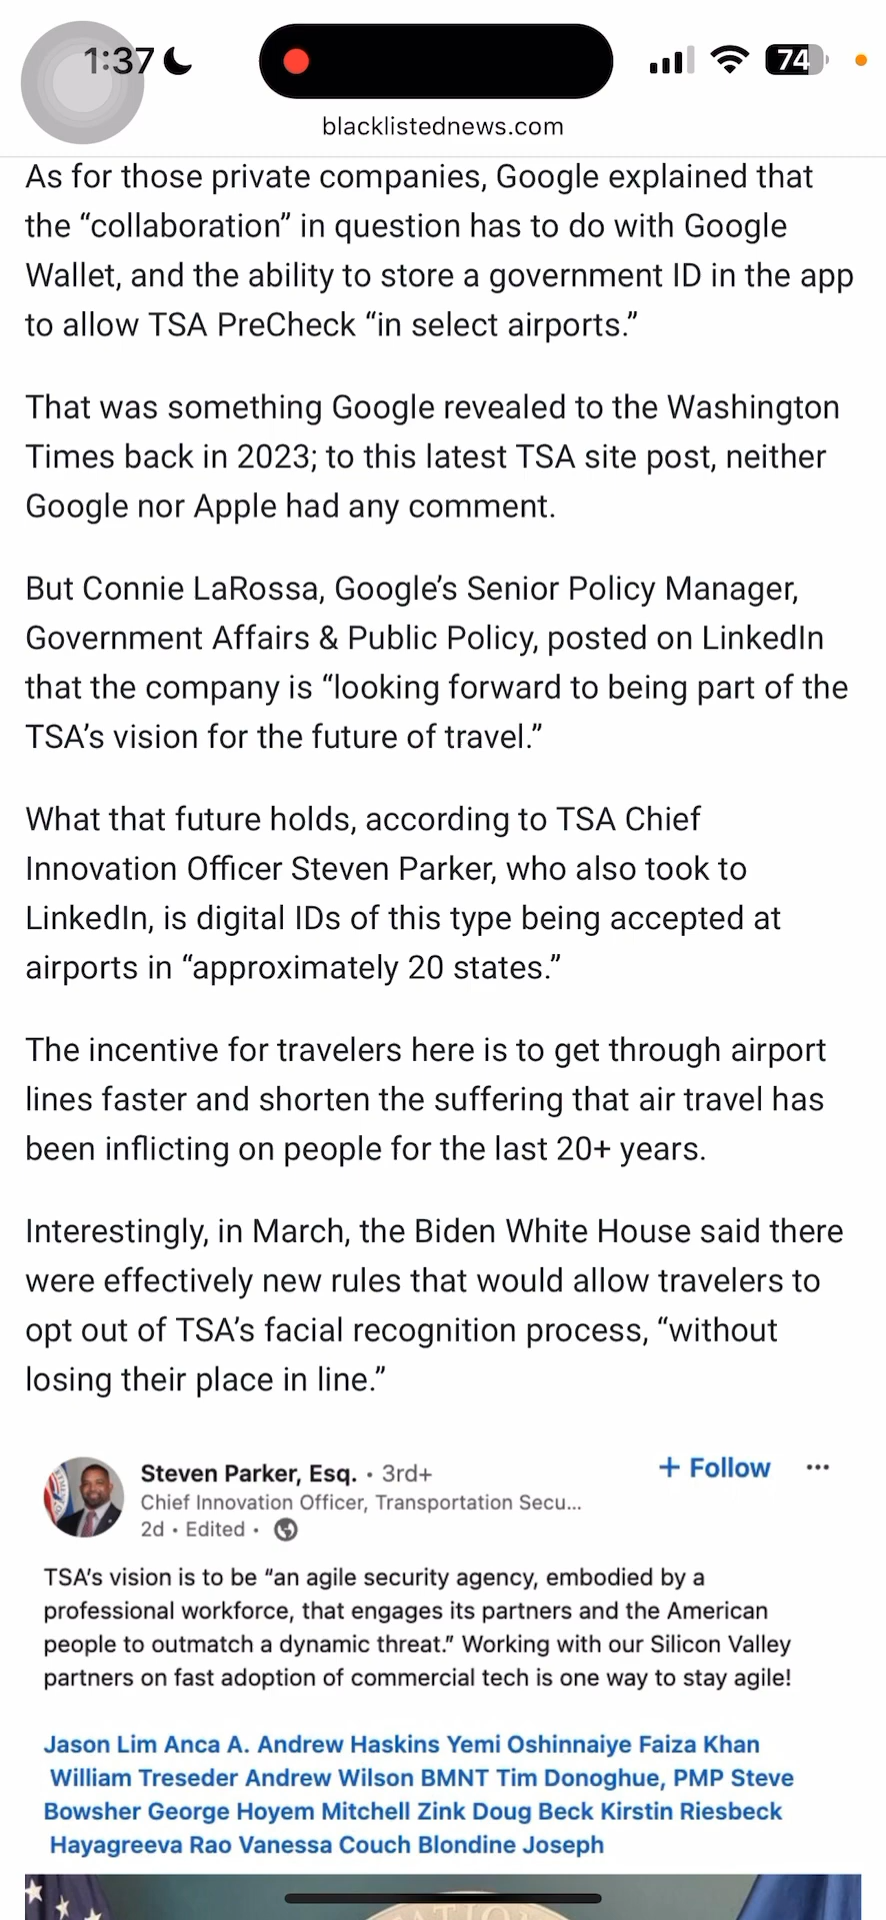 1:37
74
blacklistednews.com
As for those private companies, Google explained that
the “collaboration” in question has to do with Google
Wallet, and the ability to store a government ID in the app
to allow TSA PreCheck “in select airports.”
That was something Google revealed to the Washington
Times back in 2023; to this latest TSA site post, neither
Google nor Apple had any comment.
But Connie LaRossa, Google’s Senior Policy Manager,
Government Affairs & Public Policy, posted on LinkedIn
that the company is “looking forward to being part of the
TSA’s vision for the future of travel.”
What that future holds, according to TSA Chief
Innovation Officer Steven Parker, who also took to
LinkedIn, is digital IDs of this type being accepted at
airports in “approximately 20 states.”
The incentive for travelers here is to get through airport
lines faster and shorten the suffering that air travel has
been inflicting on people for the last 20+ years.
Interestingly, in March, the Biden White House said there
were effectively new rules that would allow travelers to
opt out of TSA’s facial recognition process, “without
losing their place in line.”
Steven Parker, Esq. • 3rd+
+ Follow
Chief Innovation Officer, Transportation Secu...
2d • Edited •
TSA's vision is to be "an agile security agency, embodied by a
professional workforce, that engages its partners and the American
people to outmatch a dynamic threat." Working with our Silicon Valley
partners on fast adoption of commercial tech is one way to stay agile!
Jason Lim Anca A. Andrew Haskins Yemi Oshinnaiye Faiza Khan
William Treseder Andrew Wilson BMNT Tim Donoghue, PMP Steve
Bowsher George Hoyem Mitchell Zink Doug Beck Kirstin Riesbeck
Hayagreeva Rao Vanessa Couch Blondine Joseph